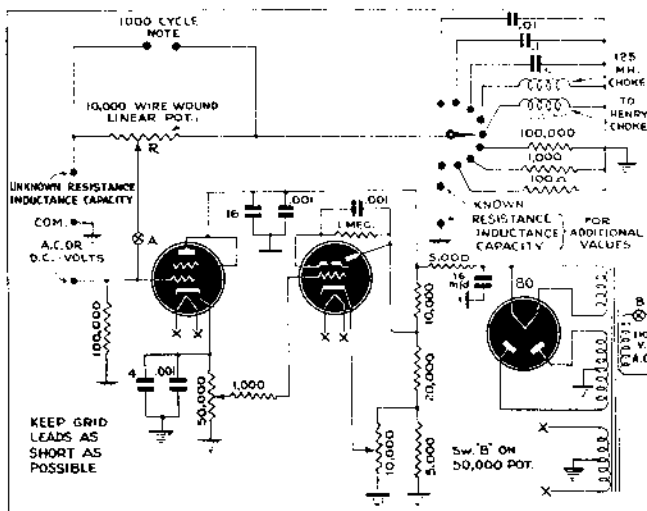 1000 CYCLE
NOTE
10,000 WIRE WOUND
LINEAR POT.
R
UNKNOWN RESISTANCE
INDUCTANCE CAPACITY
COM.
A.C. OR
D.C. VOLTS
A
100,000
16
.001
.001
1 MEG.
4
.001
50,000
1,000
KEEP GRID
LEADS AS
SHORT AS
POSSIBLE
.01
.1
125
M.H.
CHOKE
TO
HENRY
CHOKE
100,000
1,000
100Ω
KNOWN
RESISTANCE
INDUCTANCE
CAPACITY
FOR
ADDITIONAL
VALUES
5,000
16
mfd
80
B
10,000
20,000
10,000
5,000
SW. "B" ON
50,000 POT.
X X
X X
X
X